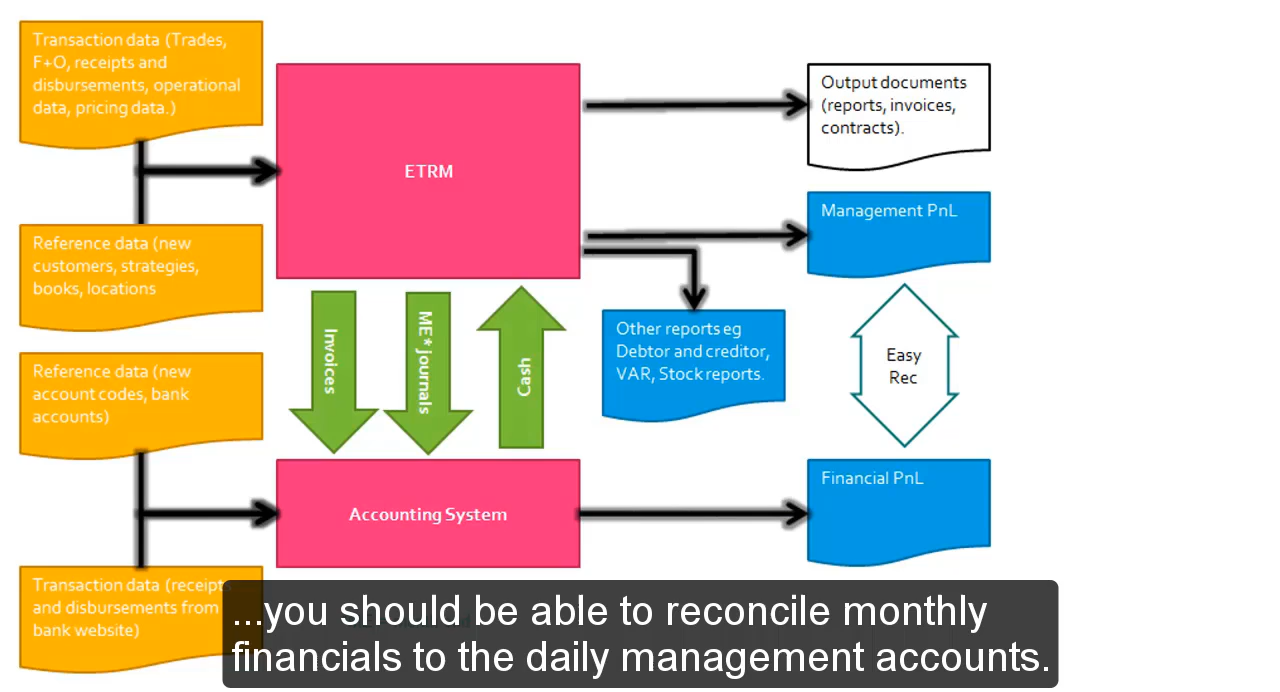 Transaction data (Trades,
F+O, receipts and
disbursements, operational
data, pricing data.)
Reference data (new
customers, strategies,
books, locations
Reference data (new
account codes, bank
accounts)
Transaction data (receipts
and disbursements from
bank website)
ETRM
Invoices
ME* journals
Cash
Accounting System
Output documents
(reports, invoices,
contracts).
Management PnL
Other reports eg
Debtor and creditor,
VAR, Stock reports.
Easy
Rec
Financial PnL
...you should be able to reconcile monthly
financials to the daily management accounts.